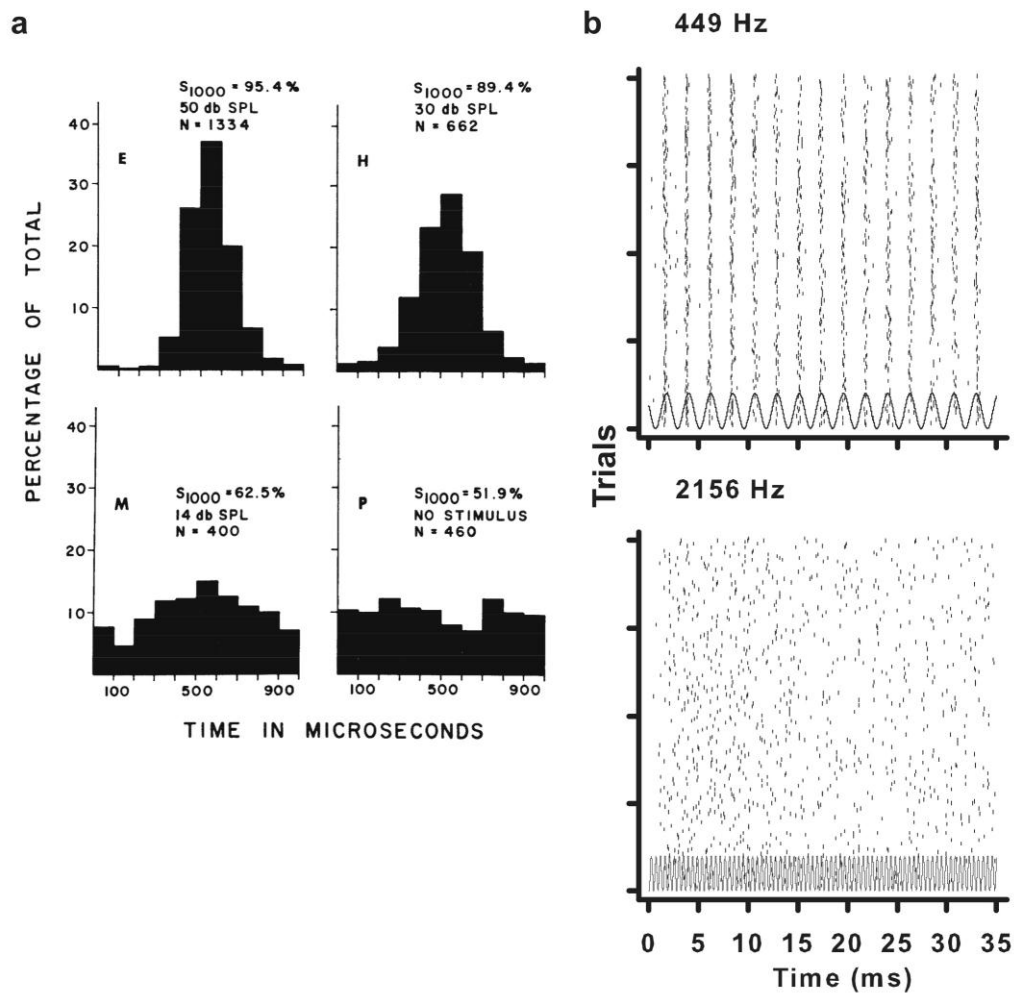 a
S1000 = 95.4%
50 db SPL
N = 1334
E
S1000 = 89.4%
30 db SPL
N = 662
H
40
30
20
10
PERCENTAGE OF TOTAL
S1000 = 62.5%
14 db SPL
N = 400
M
S1000 = 51.9%
NO STIMULUS
N = 460
P
40
30
20
10
100 500 900
100 500 900
TIME IN MICROSECONDS
b
449 Hz
Trials
2156 Hz
0 5 10 15 20 25 30 35
Time (ms)